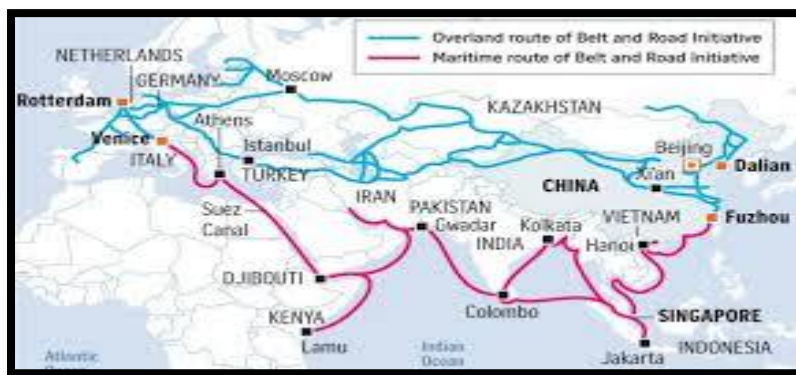 Overland route of Belt and Road Initiative
Maritime route of Belt and Road Initiative
NETHERLANDS
GERMANY
Moscow
Rotterdam
KAZAKHSTAN
Athens
Venice
Istanbul
Beijing
ITALY
TURKEY
Xi'an
Dalian
CHINA
IRAN
Suez
Canal
PAKISTAN
Gwadar
Kolkata
VIETNAM
Fuzhou
INDIA
Hanoi
DJIBOUTI
KENYA
Colombo
SINGAPORE
Lamu
Indian
Ocean
Jakarta
INDONESIA
Atlantic